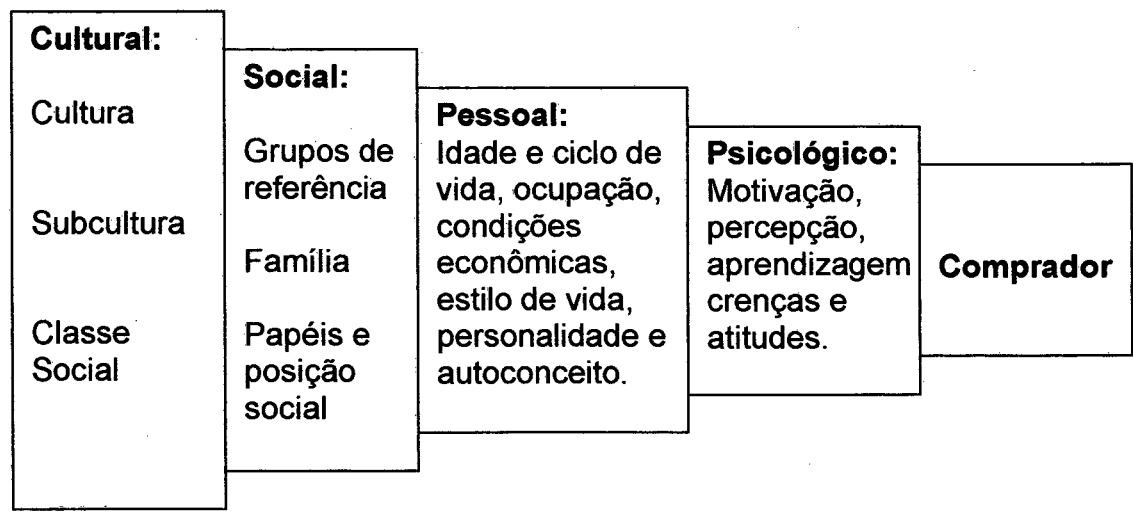 Cultural:
Cultura
Subcultura
Classe
Social
Social:
Grupos de
referência
Família
Papéis e
posição
social
Pessoal:
Idade e ciclo de
vida, ocupação,
condições
econômicas,
estilo de vida,
personalidade e
autoconceito.
Psicológico:
Motivação,
percepção,
aprendizagem
crenças e
atitudes.
Comprador